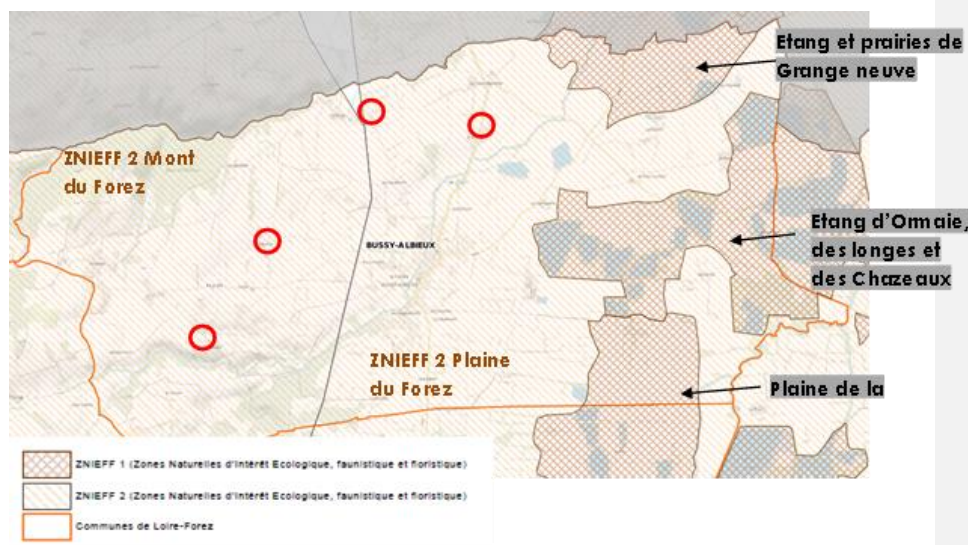 Etang et prairies de
Grange neuve
ZNIEFF 2 Mont
du Forez
Etang d'Ormaie,
des longes et
des Chazeaux
BUSSY-ALBIEUX
ZNIEFF 2 Plaine
du Forez
Plaine de la
ZNIEFF 1 (Zones Naturelles d'Intérêt Ecologique, faunistique et floristique)
ZNIEFF 2 (Zones Naturelles d'Intérêt Ecologique, faunistique et floristique)
Communes de Loire-Forez